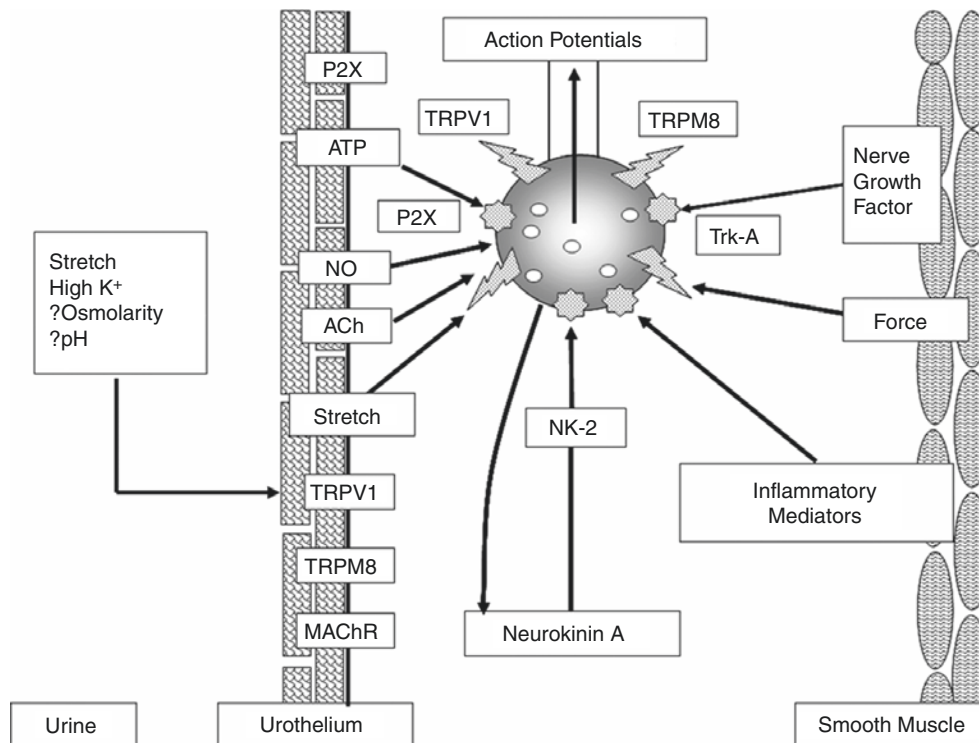 Action Potentials
P2X
TRPV1
TRPM8
ATP
Nerve
Growth
Factor
P2X
Trk-A
Stretch
High K⁺
?Osmolarity
?pH
NO
ACh
Force
Stretch
NK-2
TRPV1
Inflammatory
Mediators
TRPM8
MAChR
Neurokinin A
Urine
Urothelium
Smooth Muscle